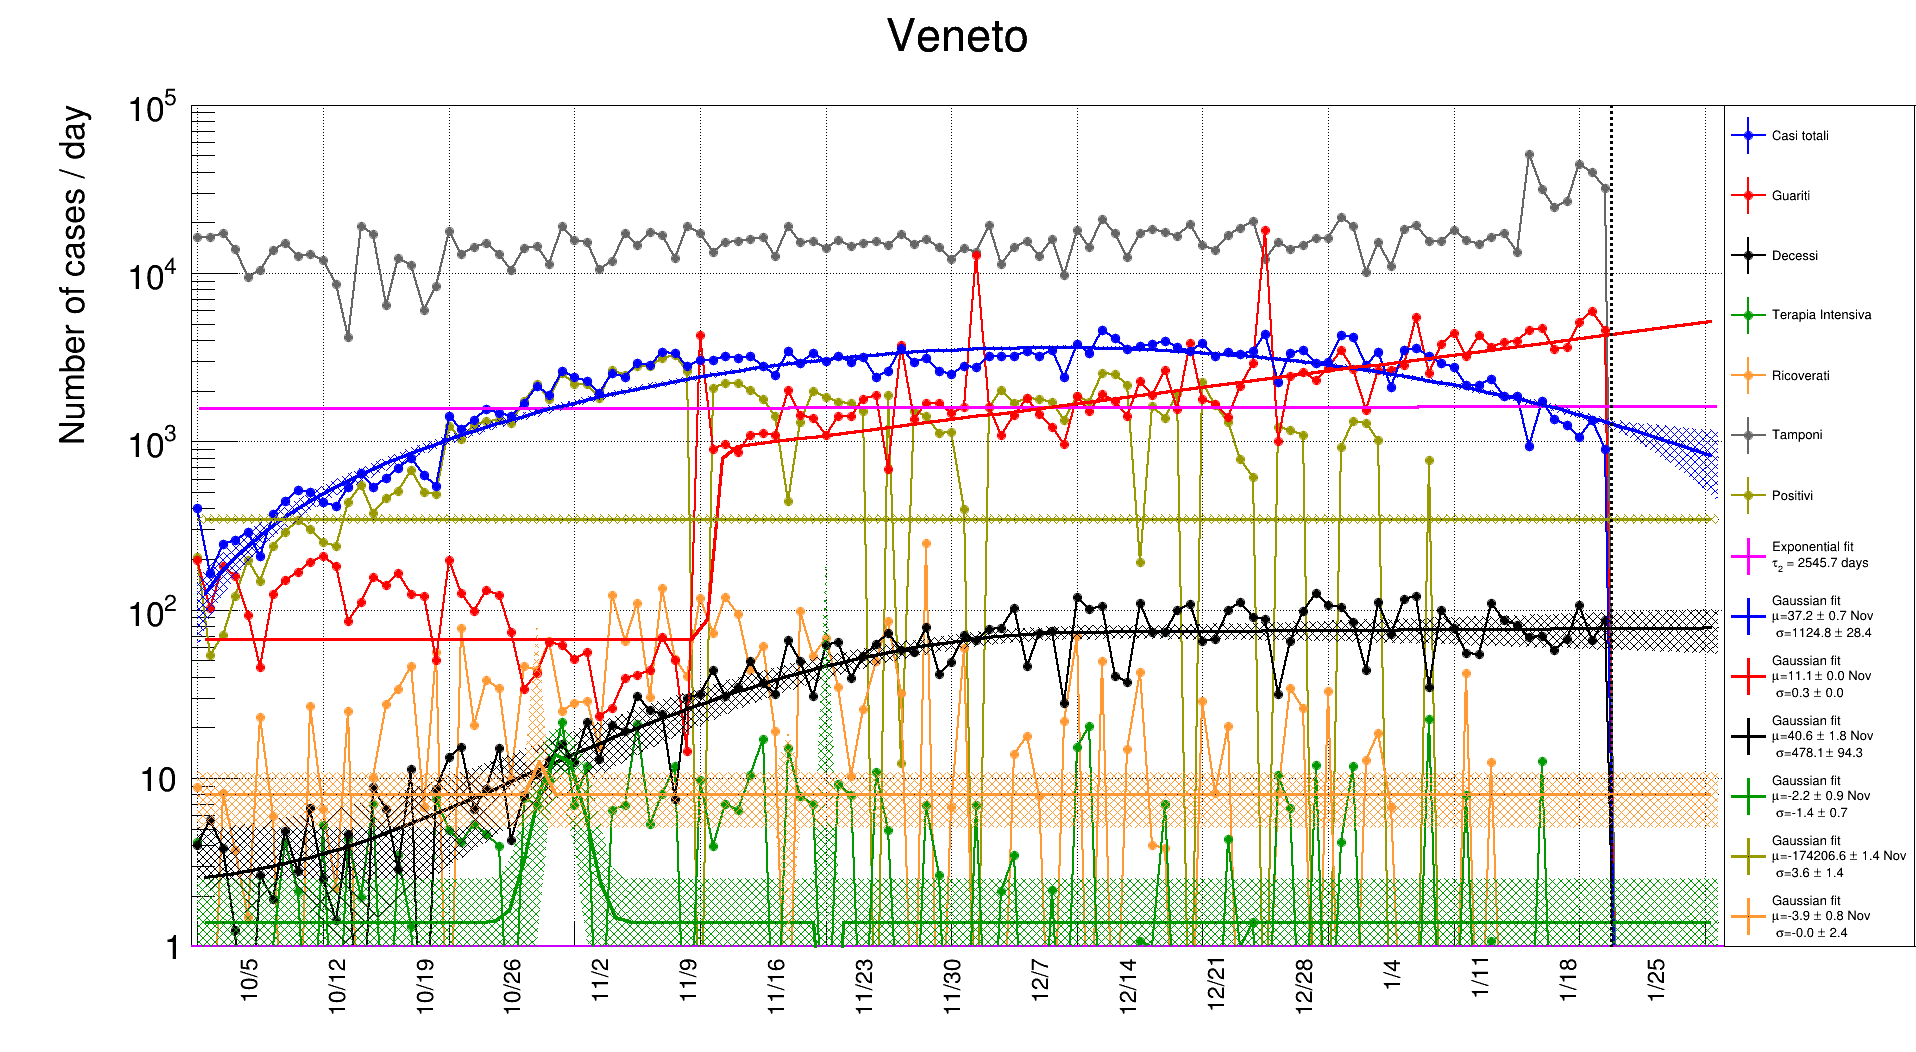 Veneto
Number of cases / day
10^5
10^4
10^3
10^2
10
1
10/5
10/12
10/19
10/26
11/2
11/9
11/16
11/23
11/30
12/7
12/14
12/21
12/28
1/4
1/11
1/18
1/25
Casi totali
Guariti
Decessi
Terapia Intensiva
Ricoverati
Tamponi
Positivi
Exponential fit
τ₂ = 2545.7 days
Gaussian fit
μ=37.2 ± 0.7 Nov
σ=1124.8 ± 28.4
Gaussian fit
μ=11.1 ± 0.0 Nov
σ=0.3 ± 0.0
Gaussian fit
μ=40.6 ± 1.8 Nov
σ=478.1 ± 94.3
Gaussian fit
μ=-2.2 ± 0.9 Nov
σ=-1.4 ± 0.7
Gaussian fit
μ=-174206.6 ± 1.4 Nov
σ=3.6 ± 1.4
Gaussian fit
μ=-3.9 ± 0.8 Nov
σ=-0.0 ± 2.4